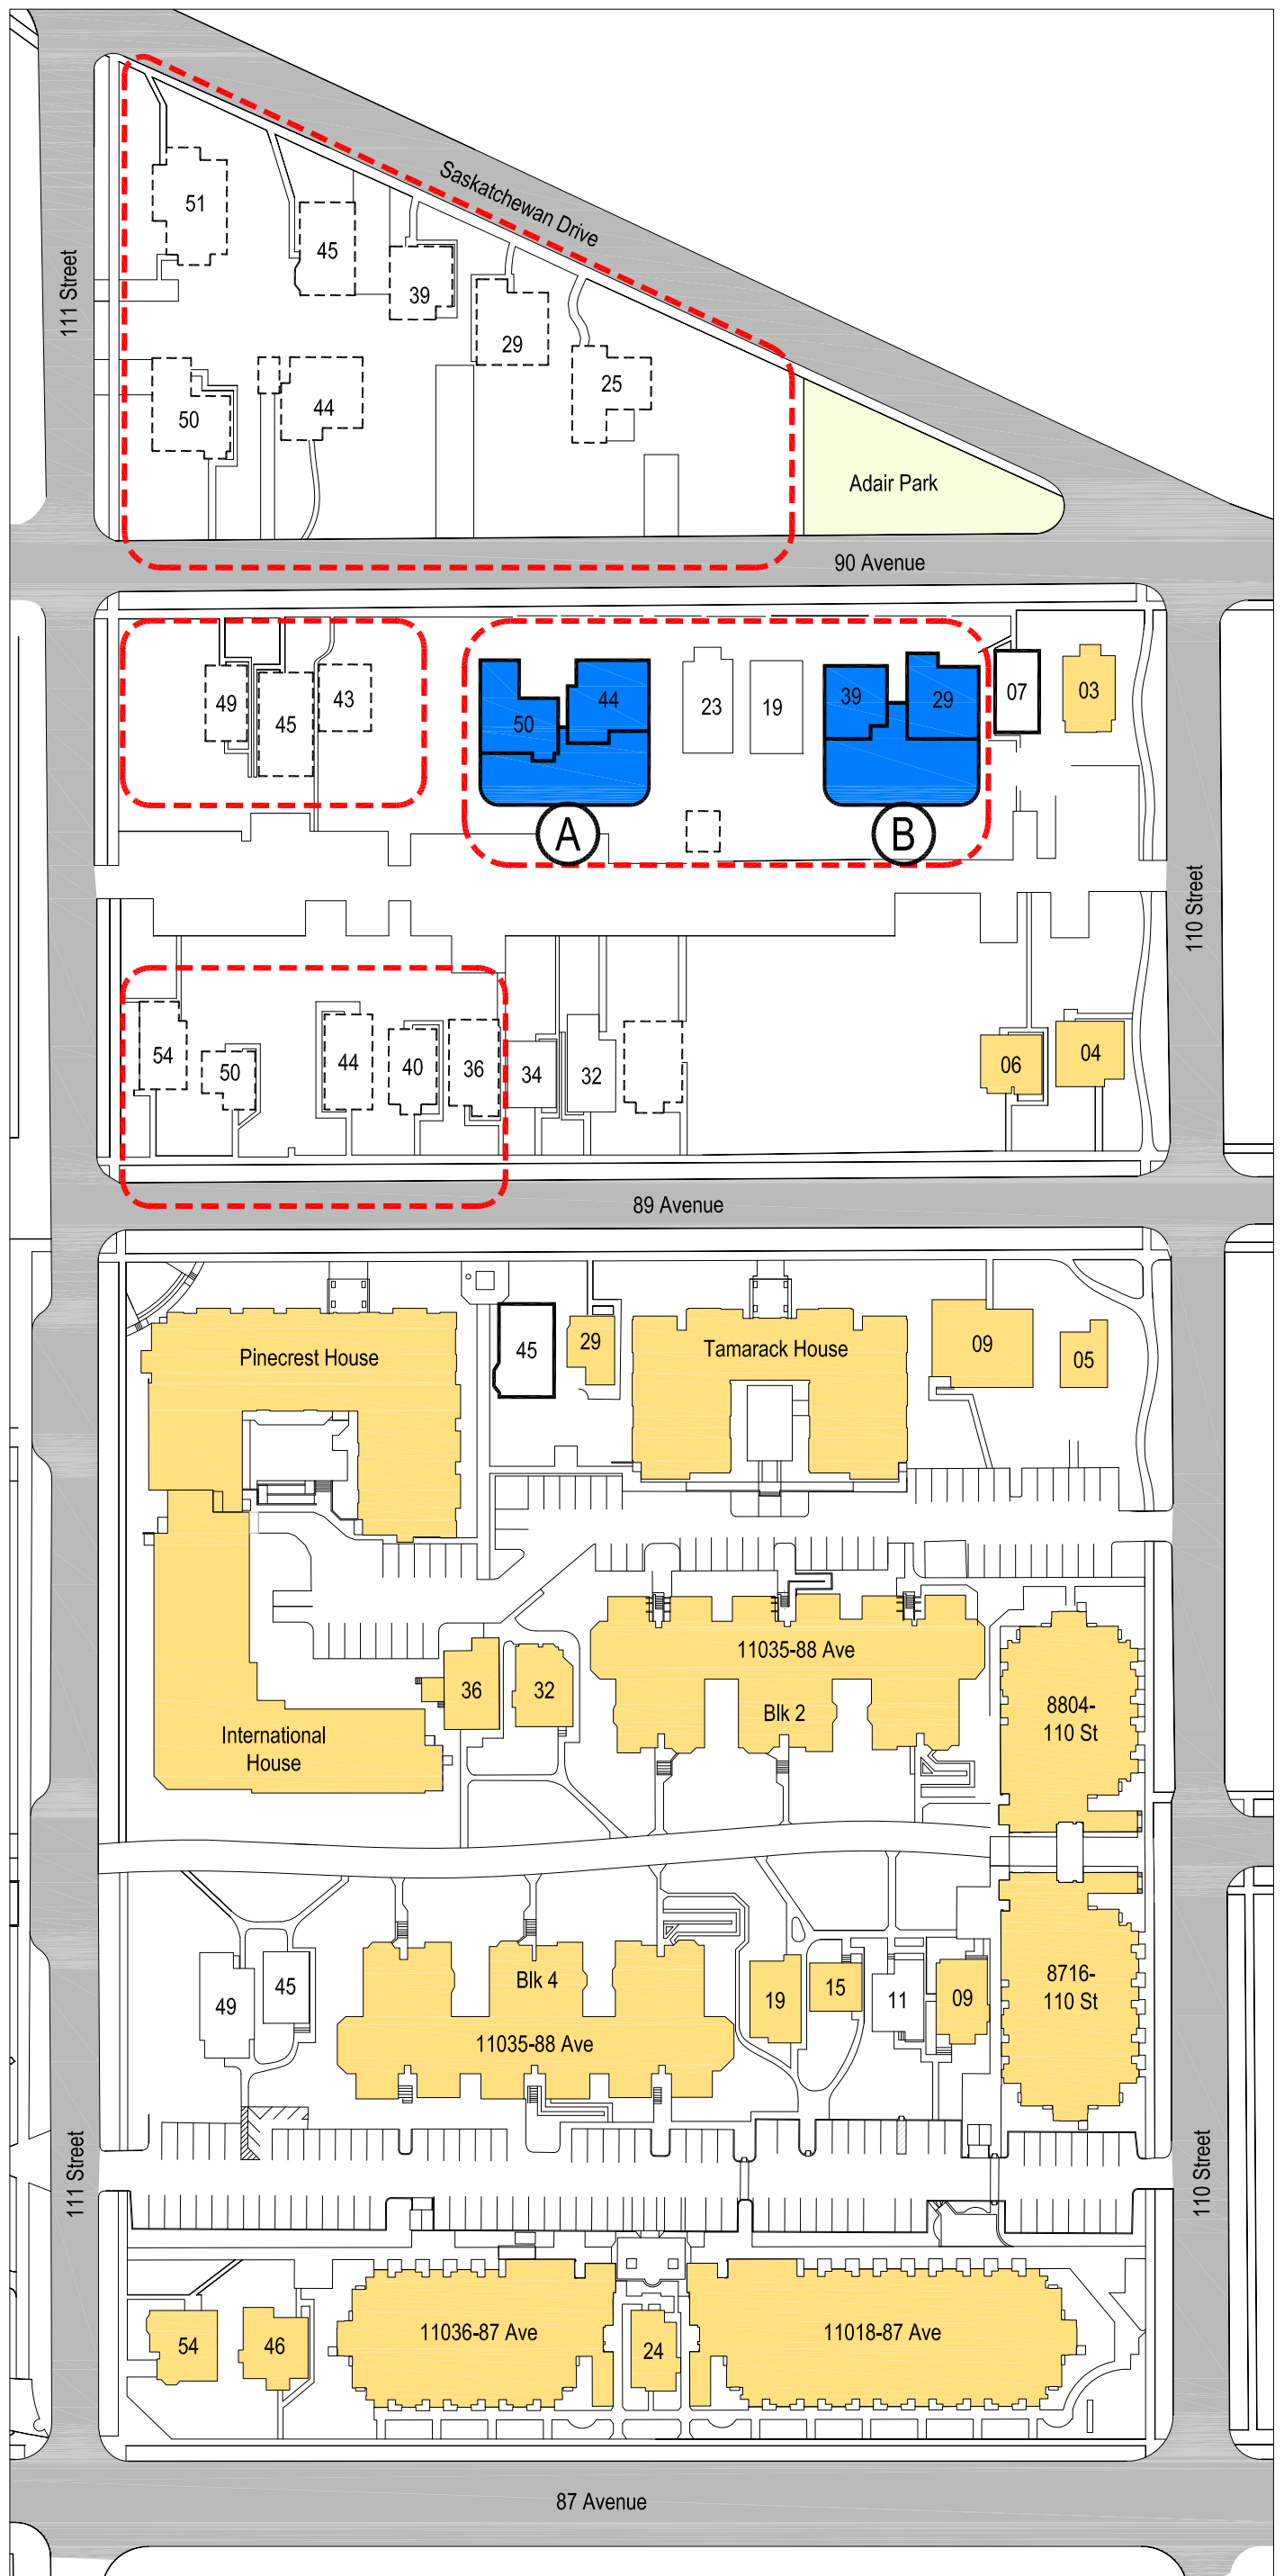 Saskatchewan Drive
111 Street
51
45
39
29
25
50
44
Adair Park
90 Avenue
49
45
43
50
44
23
19
39
29
07
03
A
B
110 Street
54
50
44
40
36
34
32
06
04
89 Avenue
Pinecrest House
45
29
Tamarack House
09
05
11035-88 Ave
Blk 2
36
32
International
House
8804-
110 St
Blk 4
11035-88 Ave
49
45
19
15
11
09
8716-
110 St
111 Street
110 Street
54
46
11036-87 Ave
24
11018-87 Ave
87 Avenue